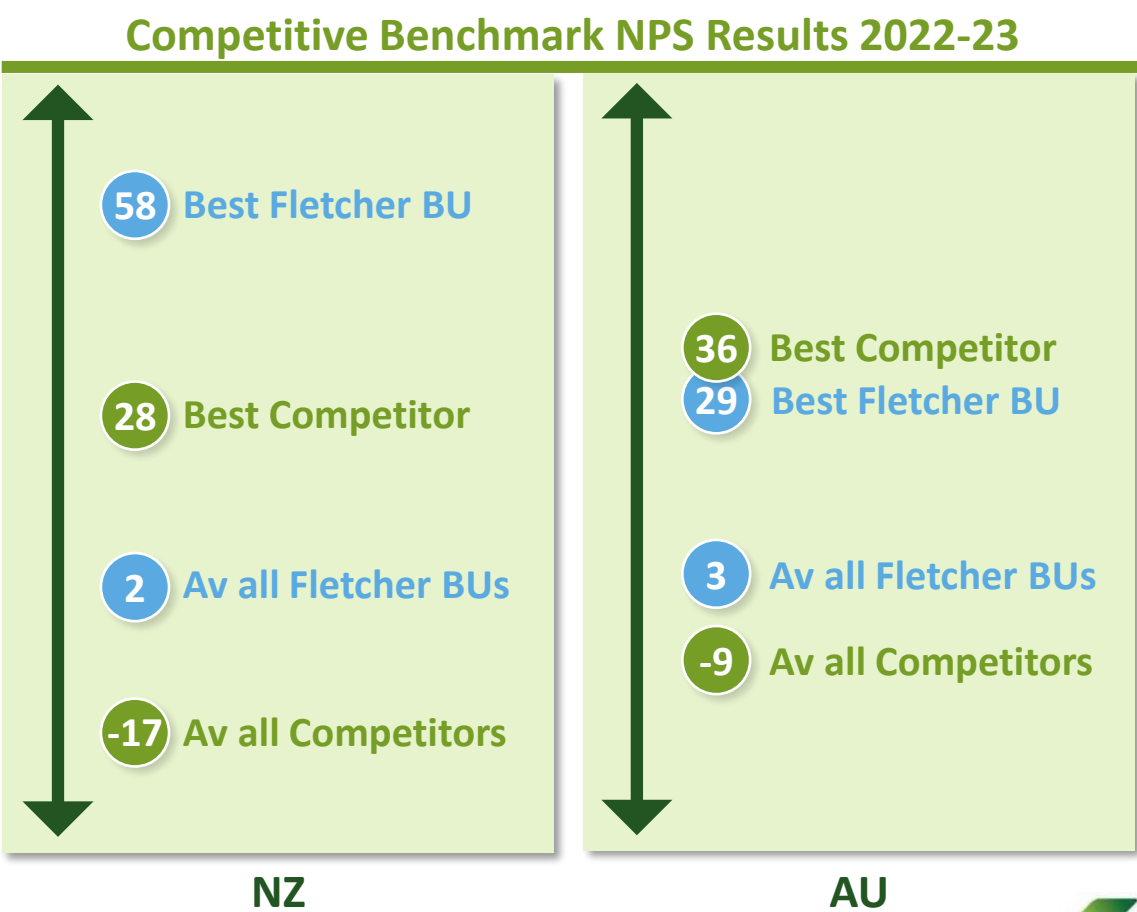 Competitive Benchmark NPS Results 2022-23
58 Best Fletcher BU
28 Best Competitor
2 Av all Fletcher BUs
-17 Av all Competitors
NZ
36 Best Competitor
29 Best Fletcher BU
3 Av all Fletcher BUs
-9 Av all Competitors
AU